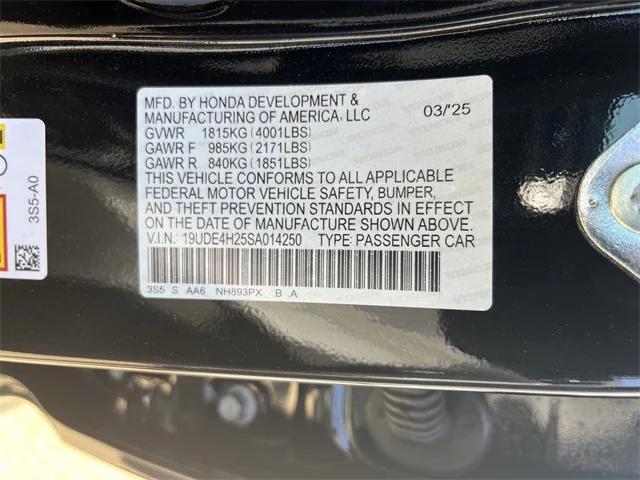 MFD. BY HONDA DEVELOPMENT &
MANUFACTURING OF AMERICA, LLC 03/'25
GVWR 1815KG (4001LBS)
GAWR F 985KG (2171LBS)
GAWR R 840KG (1851LBS)
THIS VEHICLE CONFORMS TO ALL APPLICABLE
FEDERAL MOTOR VEHICLE SAFETY, BUMPER,
AND THEFT PREVENTION STANDARDS IN EFFECT
ON THE DATE OF MANUFACTURE SHOWN ABOVE.
V.I.N.: 19UDE4H25SA014250 TYPE: PASSENGER CAR
3S5 S AA6 NH893PX B A
3S5-A0